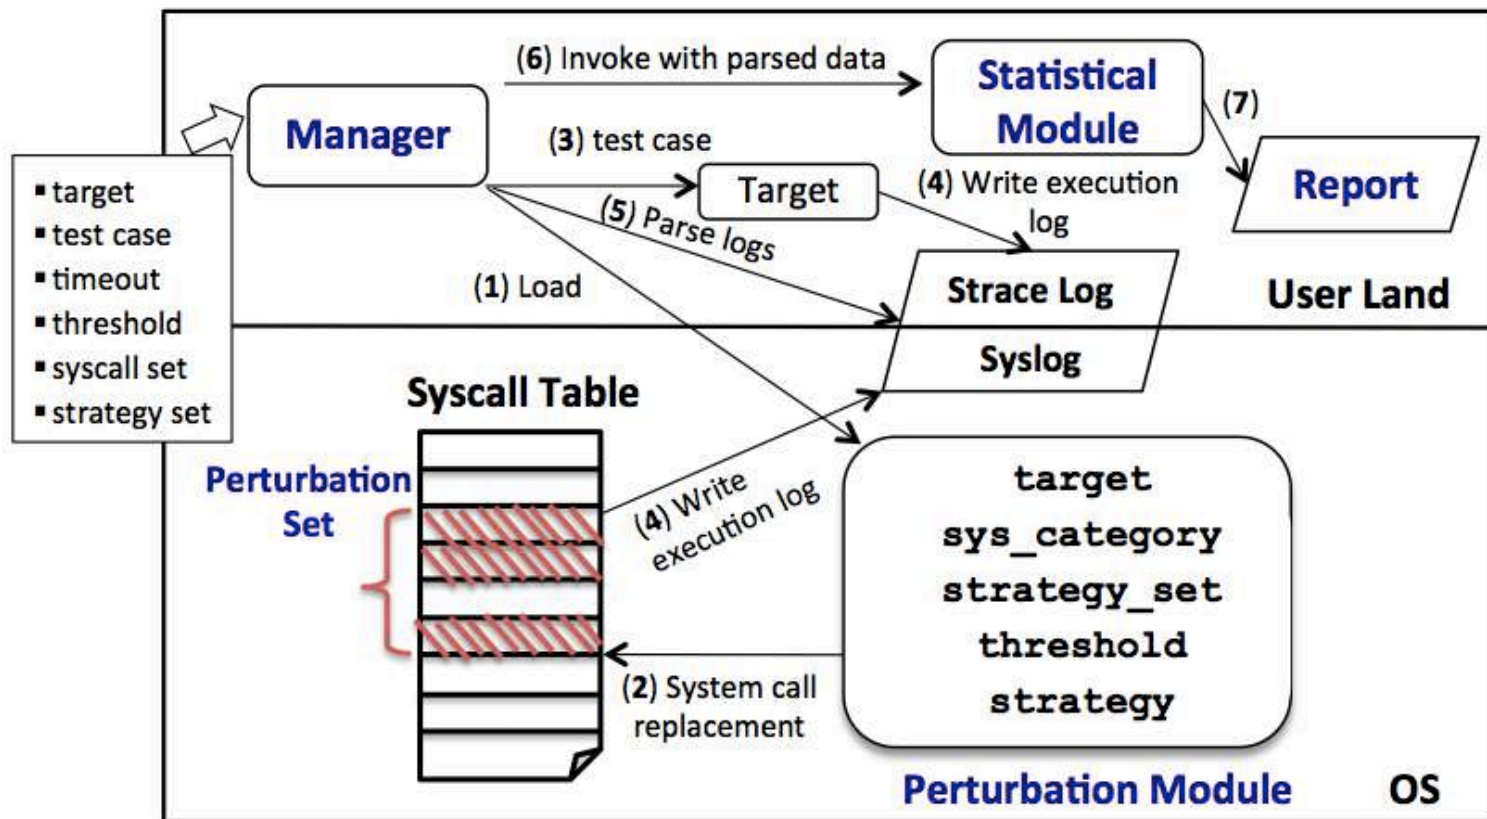 (6) Invoke with parsed data
Statistical
Module
(7)
Manager
(3) test case
Target
(4) Write execution
log
Report
▪ target
▪ test case
▪ timeout
▪ threshold
▪ syscall set
▪ strategy set
(5) Parse logs
(1) Load
Strace Log
User Land
Syslog
Syscall Table
Perturbation
Set
(4) Write
execution log
target
sys_category
strategy_set
threshold
strategy
(2) System call
replacement
Perturbation Module
OS